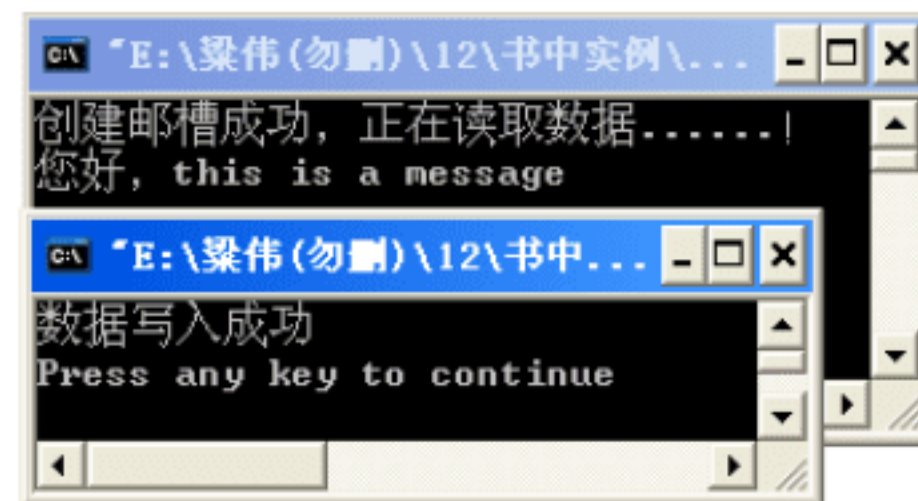 "E:\梁伟(勿删)\12\书中实例\...
创建邮槽成功，正在读取数据......!
您好，this is a message
"E:\梁伟(勿删)\12\书中...
数据写入成功
Press any key to continue